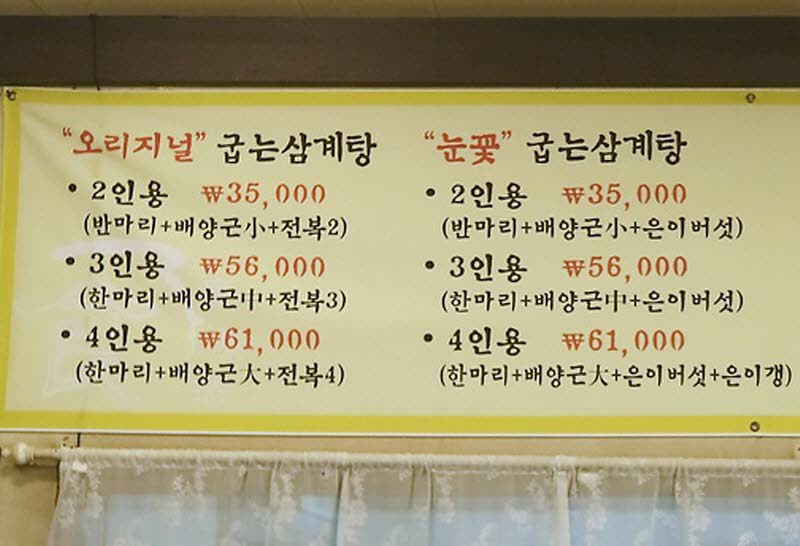 “오리지널” 굽는삼계탕
• 2인용 ₩35,000
(반마리+배양근小+전복2)
• 3인용 ₩56,000
(한마리+배양근中+전복3)
• 4인용 ₩61,000
(한마리+배양근大+전복4)
“눈꽃” 굽는삼계탕
• 2인용 ₩35,000
(반마리+배양근小+은이버섯)
• 3인용 ₩56,000
(한마리+배양근中+은이버섯)
• 4인용 ₩61,000
(한마리+배양근大+은이버섯+은이갱)